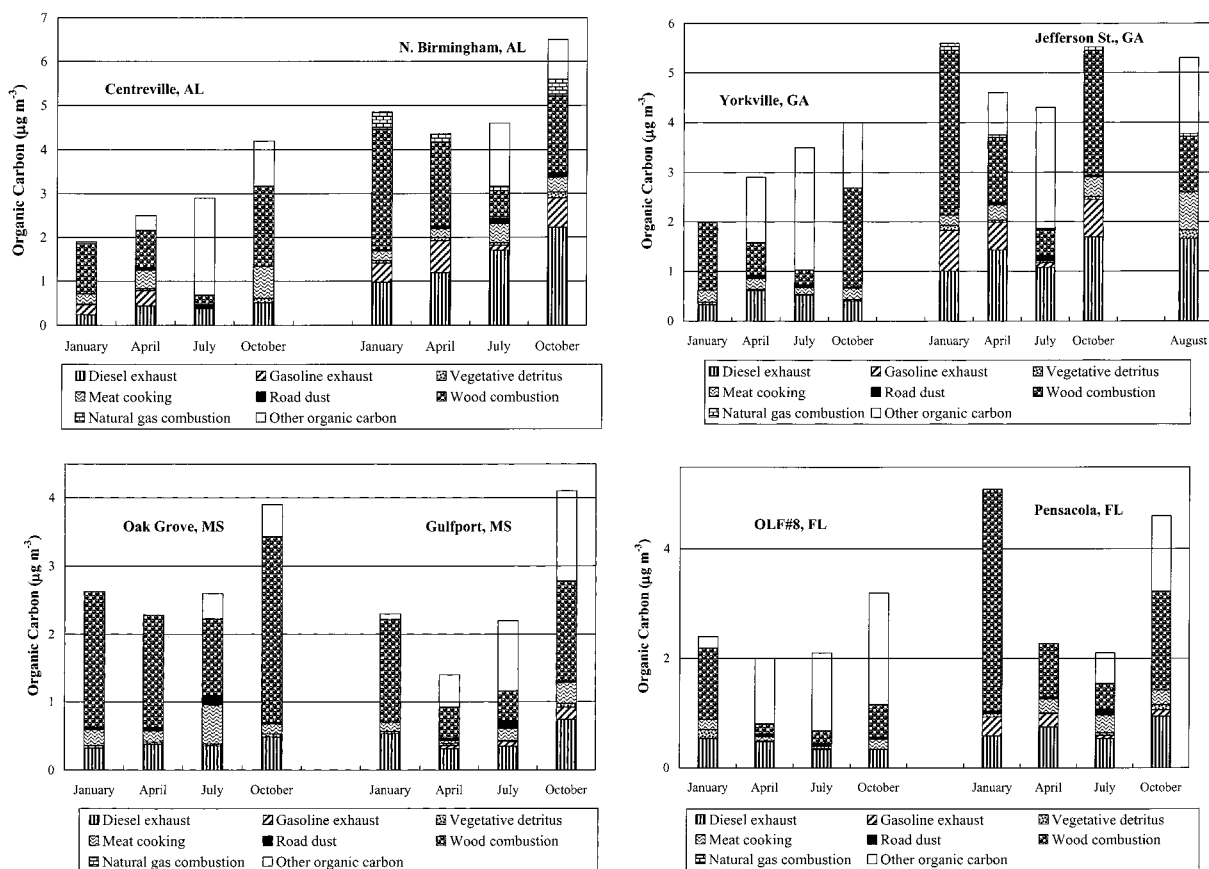 Organic Carbon (µg m⁻³)
7
6
5
4
3
2
1
0
Centreville, AL
N. Birmingham, AL
January April July October January April July October
Diesel exhaust Gasoline exhaust Vegetative detritus
Meat cooking Road dust Wood combustion
Natural gas combustion Other organic carbon
Organic Carbon (µg m⁻³)
6
5
4
3
2
1
0
Yorkville, GA
Jefferson St., GA
January April July October January April July October August
Diesel exhaust Gasoline exhaust Vegetative detritus
Meat cooking Road dust Wood combustion
Natural gas combustion Other organic carbon
Organic Carbon (µg m⁻³)
4
3
2
1
0
Oak Grove, MS
Gulfport, MS
January April July October January April July October
Diesel exhaust Gasoline exhaust Vegetative detritus
Meat cooking Road dust Wood combustion
Natural gas combustion Other organic carbon
Organic Carbon (µg m⁻³)
4
2
0
OLF#8, FL
Pensacola, FL
January April July October January April July October
Diesel exhaust Gasoline exhaust Vegetative detritus
Meat cooking Road dust Wood combustion
Natural gas combustion Other organic carbon